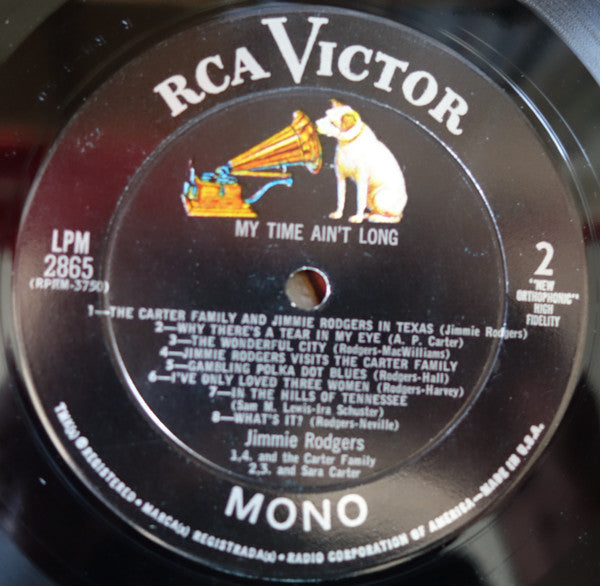 RCA VICTOR
MY TIME AIN'T LONG
LPM
2865
(RPRM-3750)
2
"NEW
ORTHOPHONIC"
HIGH
FIDELITY
1—THE CARTER FAMILY AND JIMMIE RODGERS IN TEXAS (Jimmie Rodgers)
2—WHY THERE'S A TEAR IN MY EYE (A. P. Carter)
3—THE WONDERFUL CITY (Rodgers-MacWilliams)
4—JIMMIE RODGERS VISITS THE CARTER FAMILY
5—GAMBLING POLKA DOT BLUES (Rodgers-Hall)
6—I'VE ONLY LOVED THREE WOMEN (Rodgers-Harvey)
7—IN THE HILLS OF TENNESSEE
(Sam M. Lewis-Ira Schuster)
8—WHAT'S IT? (Rodgers-Neville)
Jimmie Rodgers
1,4. and the Carter Family
2,3. and Sara Carter
MONO
TMK(s) ® REGISTERED • MARCA(s) REGISTRADA(s) • RADIO CORPORATION OF AMERICA—MADE IN U.S.A.